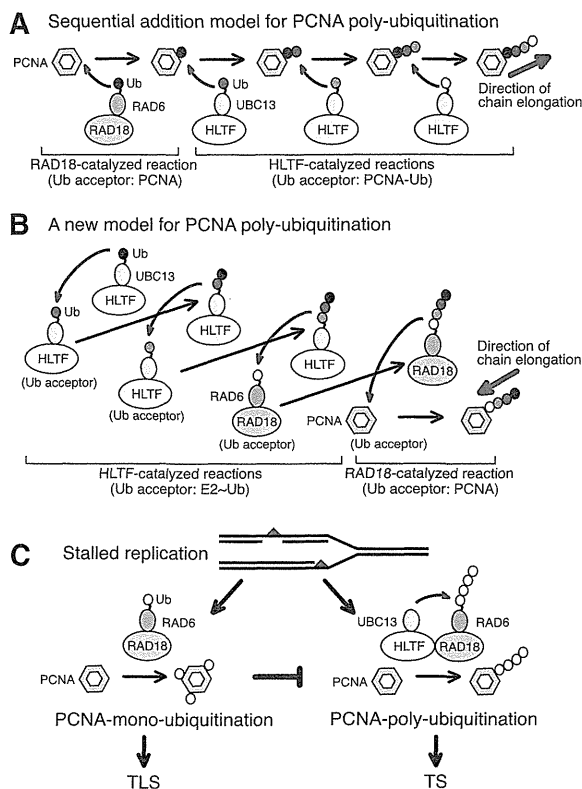 A Sequential addition model for PCNA poly-ubiquitination
PCNA
Ub
RAD6
RAD18
Ub
UBC13
HLTF
HLTF
HLTF
Direction of
chain elongation
RAD18-catalyzed reaction
(Ub acceptor: PCNA)
HLTF-catalyzed reactions
(Ub acceptor: PCNA-Ub)
B A new model for PCNA poly-ubiquitination
Ub
UBC13
HLTF
Ub
HLTF
(Ub acceptor)
HLTF
HLTF
(Ub acceptor)
HLTF
RAD6
RAD18
(Ub acceptor)
RAD18
PCNA
(Ub acceptor)
Direction of
chain elongation
HLTF-catalyzed reactions
(Ub acceptor: E2~Ub)
RAD18-catalyzed reaction
(Ub acceptor: PCNA)
C Stalled replication
Ub
RAD6
RAD18
PCNA
PCNA-mono-ubiquitination
TLS
UBC13
HLTF
RAD6
RAD18
PCNA
PCNA-poly-ubiquitination
TS